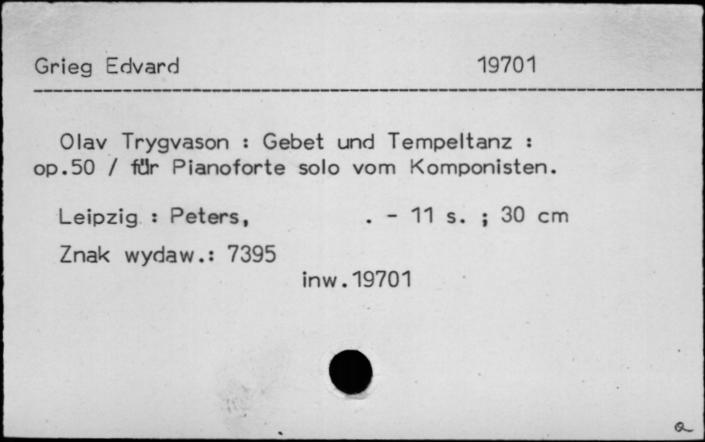 Grieg Edvard 19701
Olav Trygvason : Gebet und Tempeltanz :
op.50 / für Pianoforte solo vom Komponisten.
Leipzig : Peters, . - 11 s. ; 30 cm
Znak wydaw.: 7395
inw.19701